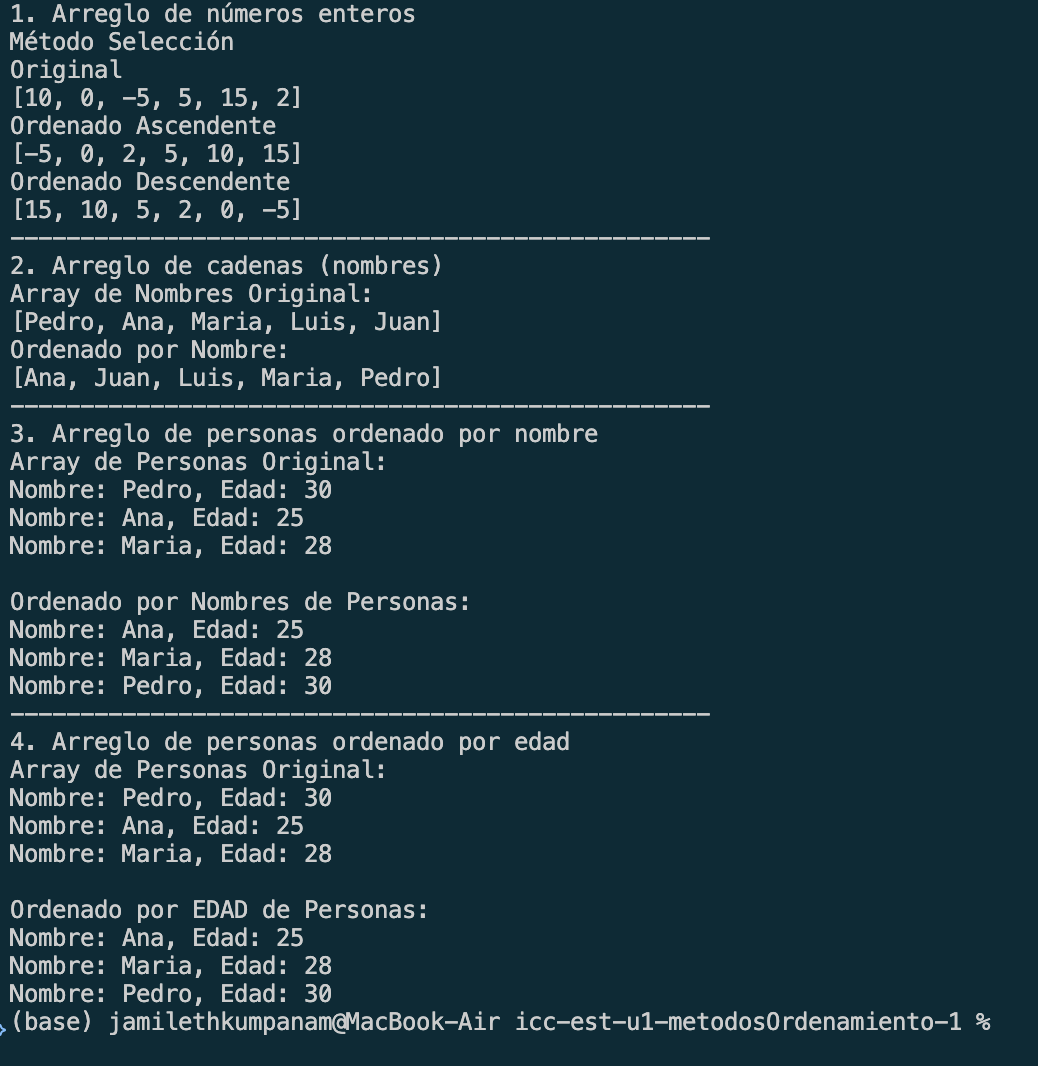 1. Arreglo de números enteros
Método Selección
Original
[10, 0, -5, 5, 15, 2]
Ordenado Ascendente
[-5, 0, 2, 5, 10, 15]
Ordenado Descendente
[15, 10, 5, 2, 0, -5]
--------------------------------------------------
2. Arreglo de cadenas (nombres)
Array de Nombres Original:
[Pedro, Ana, Maria, Luis, Juan]
Ordenado por Nombre:
[Ana, Juan, Luis, Maria, Pedro]
--------------------------------------------------
3. Arreglo de personas ordenado por nombre
Array de Personas Original:
Nombre: Pedro, Edad: 30
Nombre: Ana, Edad: 25
Nombre: Maria, Edad: 28

Ordenado por Nombres de Personas:
Nombre: Ana, Edad: 25
Nombre: Maria, Edad: 28
Nombre: Pedro, Edad: 30
--------------------------------------------------
4. Arreglo de personas ordenado por edad
Array de Personas Original:
Nombre: Pedro, Edad: 30
Nombre: Ana, Edad: 25
Nombre: Maria, Edad: 28

Ordenado por EDAD de Personas:
Nombre: Ana, Edad: 25
Nombre: Maria, Edad: 28
Nombre: Pedro, Edad: 30
(base) jamilethkumpanam@MacBook-Air icc-est-u1-metodosOrdenamiento-1 %